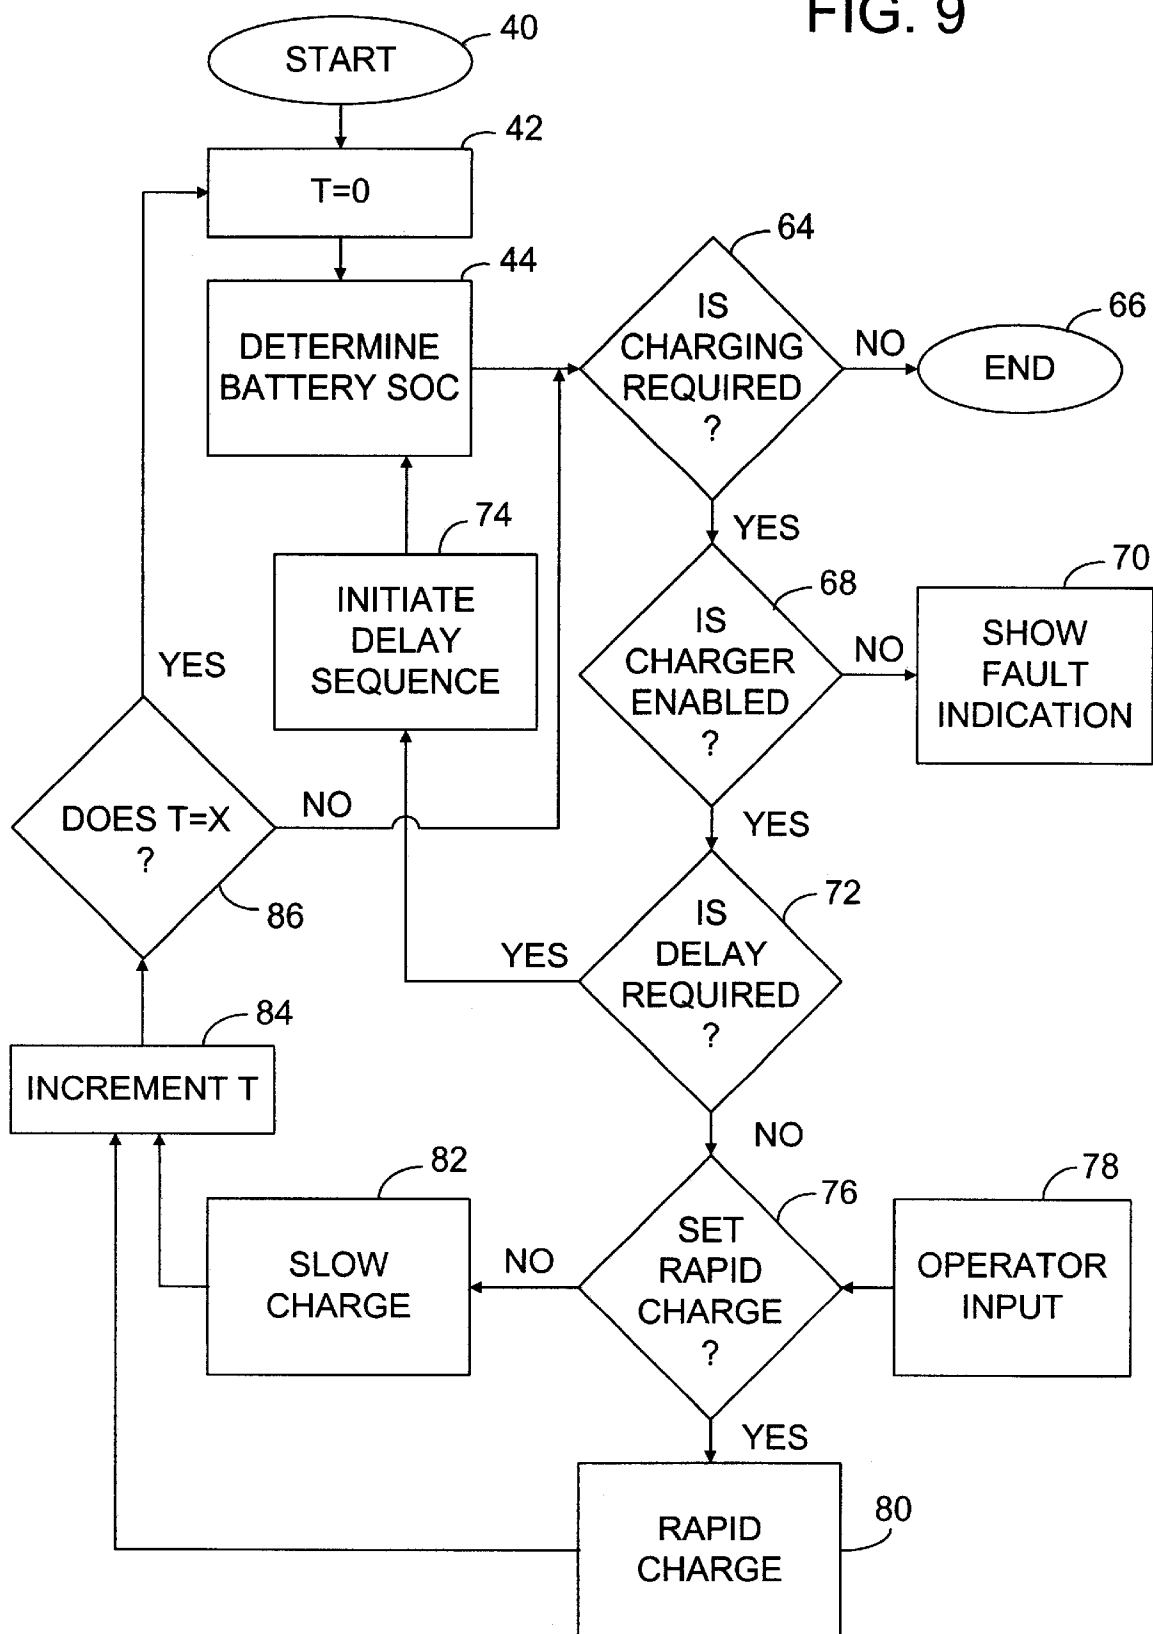 FIG. 9
START
40
42
T=0
44
DETERMINE
BATTERY SOC
64
IS
CHARGING
REQUIRED
?
NO
66
END
YES
74
INITIATE
DELAY
SEQUENCE
68
IS
CHARGER
ENABLED
?
NO
70
SHOW
FAULT
INDICATION
YES
YES
DOES T=X
?
NO
86
72
IS
DELAY
REQUIRED
?
YES
84
INCREMENT T
NO
82
SLOW
CHARGE
NO
76
SET
RAPID
CHARGE
?
78
OPERATOR
INPUT
YES
RAPID
CHARGE
80